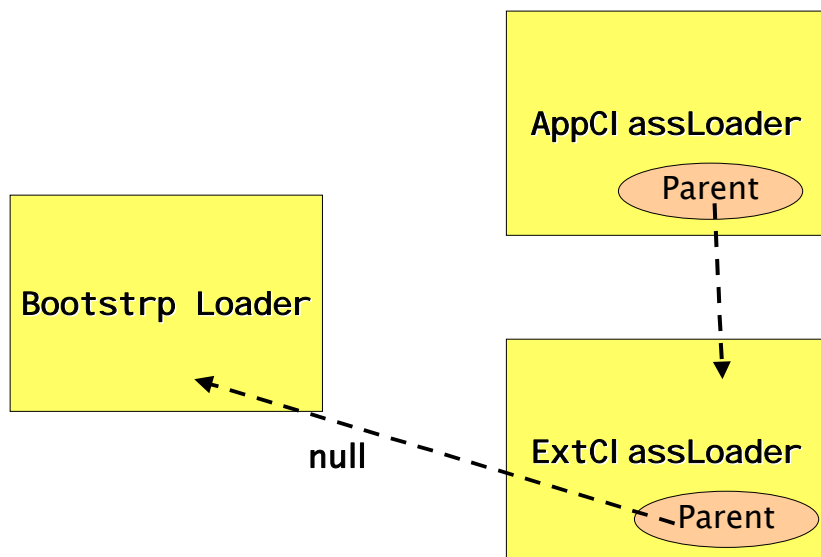 AppClassLoader
Parent
Bootstrp Loader
null
ExtClassLoader
Parent